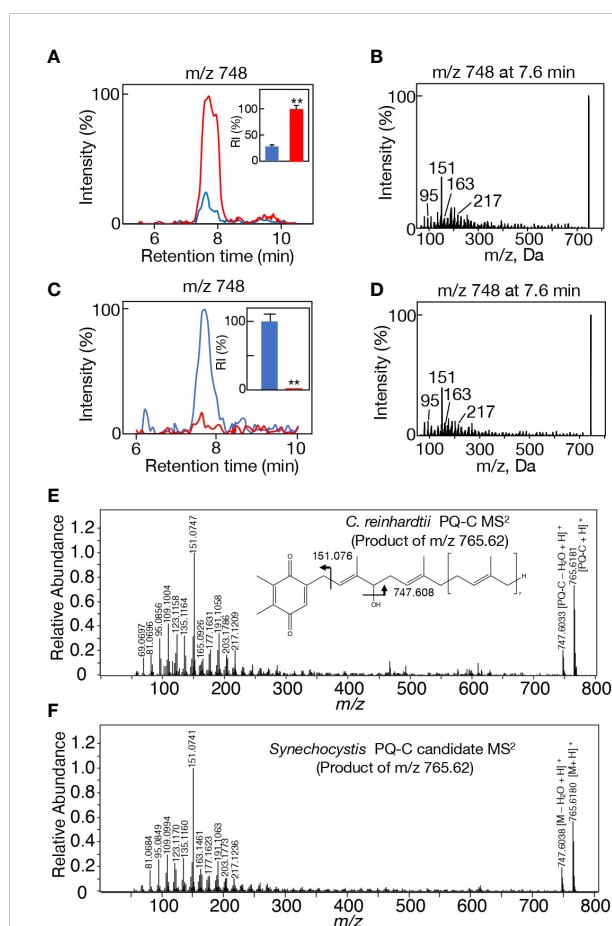 A
m/z 748
100
0
Intensity (%)
6
8
10
Retention time (min)
RI (%)
100
50
0
**
B
m/z 748 at 7.6 min
100
0
Intensity (%)
151
163
95
217
100
300
500
700
m/z, Da
C
m/z 748
100
0
Intensity (%)
6
8
10
Retention time (min)
RI (%)
100
0
**
D
m/z 748 at 7.6 min
100
0
Intensity (%)
151
163
95
217
100
300
500
700
m/z, Da
E
C. reinhardtii PQ-C MS²
(Product of m/z 765.62)
Relative Abundance
1.2
1.0
0.8
0.6
0.4
0.2
0
69.0697
81.0696
95.0856
109.1004
123.1158
135.1164
151.0747
165.0926
177.1631
191.1058
203.1786
217.1209
151.076
747.608
O
O
OH
H
7
747.6033 [PQ-C – H₂O + H]⁺
765.6181 [PQ-C + H]⁺
100
200
300
400
500
600
700
800
m/z
F
Synechocystis PQ-C candidate MS²
(Product of m/z 765.62)
Relative Abundance
1.2
1.0
0.8
0.6
0.4
0.2
0
81.0684
95.0849
109.0994
123.1170
135.1160
151.0741
163.1461
177.1623
191.1063
203.1773
217.1236
747.6038 [M – H₂O + H]⁺
765.6180 [M+ H]⁺
100
200
300
400
500
600
700
800
m/z